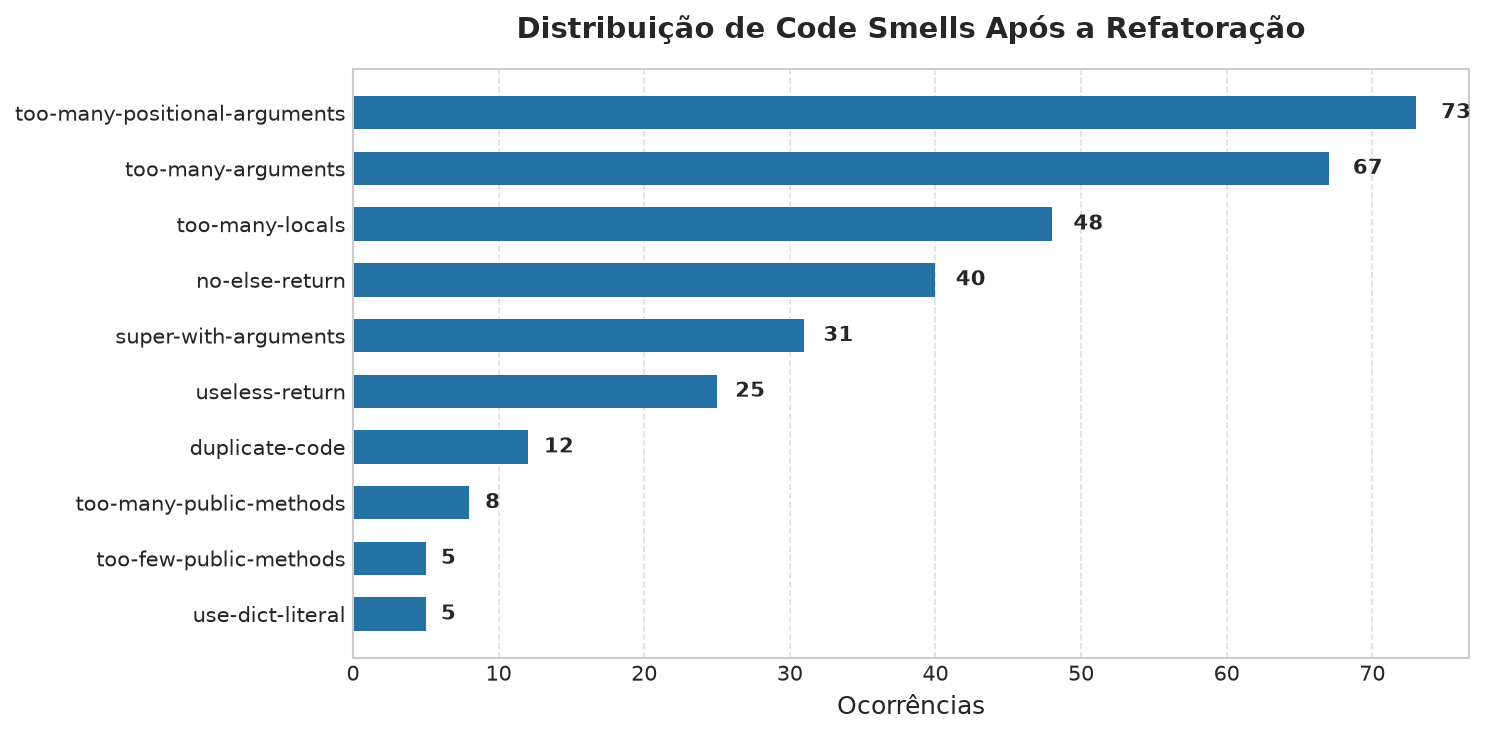 Distribuição de Code Smells Após a Refatoração
too-many-positional-arguments 73
too-many-arguments 67
too-many-locals 48
no-else-return 40
super-with-arguments 31
useless-return 25
duplicate-code 12
too-many-public-methods 8
too-few-public-methods 5
use-dict-literal 5
0 10 20 30 40 50 60 70
Ocorrências